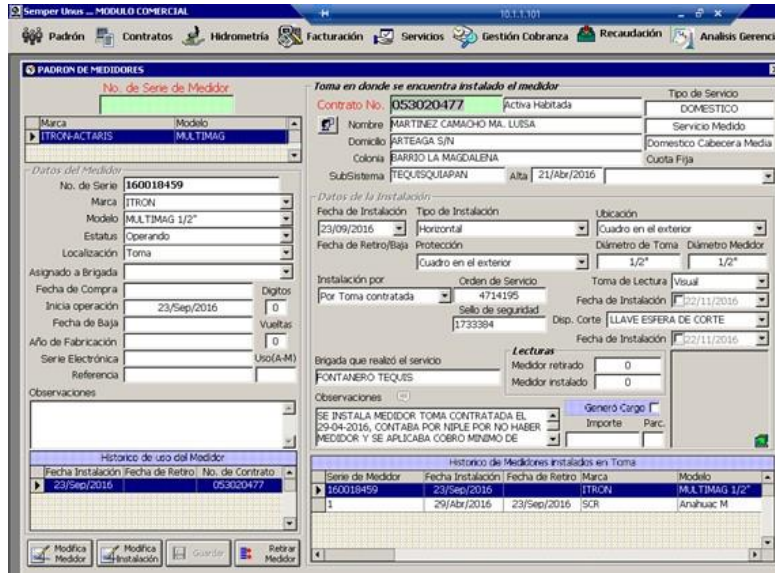 Semper Unus ... MODULO COMERCIAL
10.1.1.101
Padrón Contratos Hidrometría Facturación Servicios Gestión Cobranza Recaudación Analisis Gerenci
PADRON DE MEDIDORES
No. de Serie de Medidor
Marca Modelo
ITRON-ACTARIS MULTIMAG
Datos del Medidor
No. de Serie 160018459
Marca ITRON
Modelo MULTIMAG 1/2"
Estatus Operando
Localización Toma
Asignado a Brigada
Fecha de Compra Digitos
Inicia operación 23/Sep/2016 0
Fecha de Baja Vueltas
Año de Fabricación 0
Serie Electrónica Uso(A-M)
Referencia
Observaciones
Historico de uso del Medidor
Fecha Instalación Fecha de Retiro No. de Contrato
23/Sep/2016 053020477
Modifica Medidor
Modifica Instalación
Guardar
Retirar Medidor
Toma en donde se encuentra instalado el medidor
Contrato No. 053020477 Activa Habitada
Nombre MARTINEZ CAMACHO MA. LUISA
Domicilio ARTEAGA S/N
Colonia BARRIO LA MAGDALENA
SubSistema TEQUISQUIAPAN Alta 21/Abr/2016
Tipo de Servicio
DOMESTICO
Servicio Medido
Domestico Cabecera Media
Cuota Fija
Datos de la Instalación
Fecha de Instalación Tipo de Instalación Ubicación
23/09/2016 Horizontal Cuadro en el exterior
Fecha de Retiro/Baja Protección Diámetro de Toma Diámetro Medidor
Cuadro en el exterior 1/2" 1/2"
Instalación por Orden de Servicio Toma de Lectura Visual
Por Toma contratada 4714195 Fecha de Instalación 22/11/2016
Sello de seguridad
1733384 Disp. Corte LLAVE ESFERA DE CORTE
Fecha de Instalación 22/11/2016
Brigada que realizó el servicio
FONTANERO TEQUIS
Lecturas
Medidor retirado 0
Medidor instalado 0
Observaciones
SE INSTALA MEDIDOR TOMA CONTRATADA EL
29-04-2016, CONTABA POR NIPLE POR NO HABER
MEDIDOR Y SE APLICABA COBRO MINIMO DE
Generó Cargo
Importe Parc.
Historico de Medidores instalados en Toma
Serie de Medidor Fecha Instalación Fecha de Retiro Marca Modelo
160018459 23/Sep/2016 ITRON MULTIMAG 1/2"
1 29/Abr/2016 23/Sep/2016 SCR Anahuac M